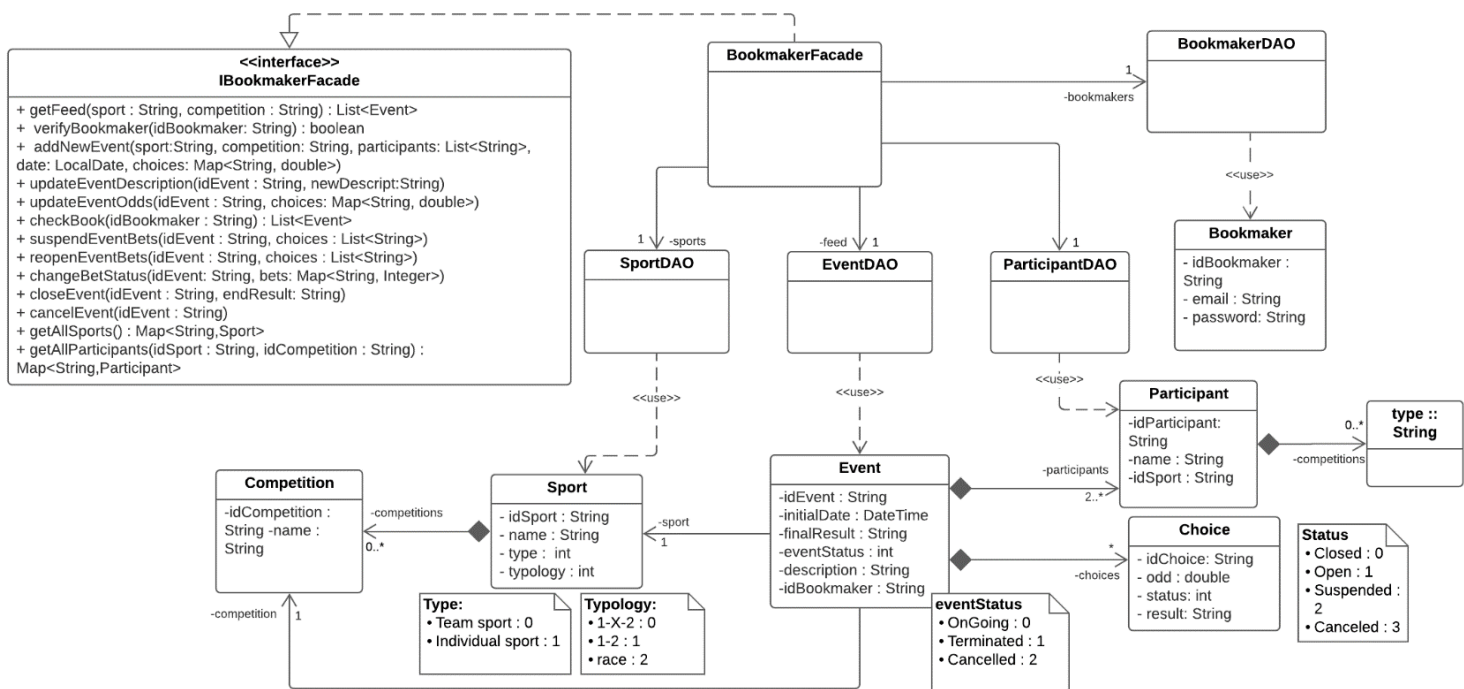 <<interface>>
IBookmakerFacade
+ getFeed(sport : String, competition : String) : List<Event>
+ verifyBookmaker(idBookmaker: String) : boolean
+ addNewEvent(sport:String, competition: String, participants: List<String>,
date: LocalDate, choices: Map<String, double>)
+ updateEventDescription(idEvent : String, newDescript:String)
+ updateEventOdds(idEvent : String, choices: Map<String, double>)
+ checkBook(idBookmaker : String) : List<Event>
+ suspendEventBets(idEvent : String, choices : List<String>)
+ reopenEventBets(idEvent : String, choices : List<String>)
+ changeBetStatus(idEvent: String, bets: Map<String, Integer>)
+ closeEvent(idEvent : String, endResult: String)
+ cancelEvent(idEvent : String)
+ getAllSports() : Map<String,Sport>
+ getAllParticipants(idSport : String, idCompetition : String) :
Map<String,Participant>
BookmakerFacade
1
-bookmakers
BookmakerDAO
<<use>>
Bookmaker
- idBookmaker :
String
- email : String
- password: String
1
-sports
SportDAO
-feed
1
EventDAO
1
ParticipantDAO
<<use>>
<<use>>
<<use>>
Participant
-idParticipant:
String
-name : String
-idSport : String
0..*
-competitions
type ::
String
Competition
-idCompetition :
String -name :
String
-competitions
0..*
Sport
- idSport : String
- name : String
- type : int
- typology : int
-sport
1
Event
-idEvent : String
-initialDate : DateTime
-finalResult : String
-eventStatus : int
-description : String
-idBookmaker : String
-participants
2..*
*
-choices
Choice
- idChoice: String
- odd : double
- status: int
- result: String
Status
• Closed : 0
• Open : 1
• Suspended :
2
• Canceled : 3
-competition
1
Type:
• Team sport : 0
• Individual sport : 1
Typology:
• 1-X-2 : 0
• 1-2 : 1
• race : 2
eventStatus
• OnGoing : 0
• Terminated : 1
• Cancelled : 2